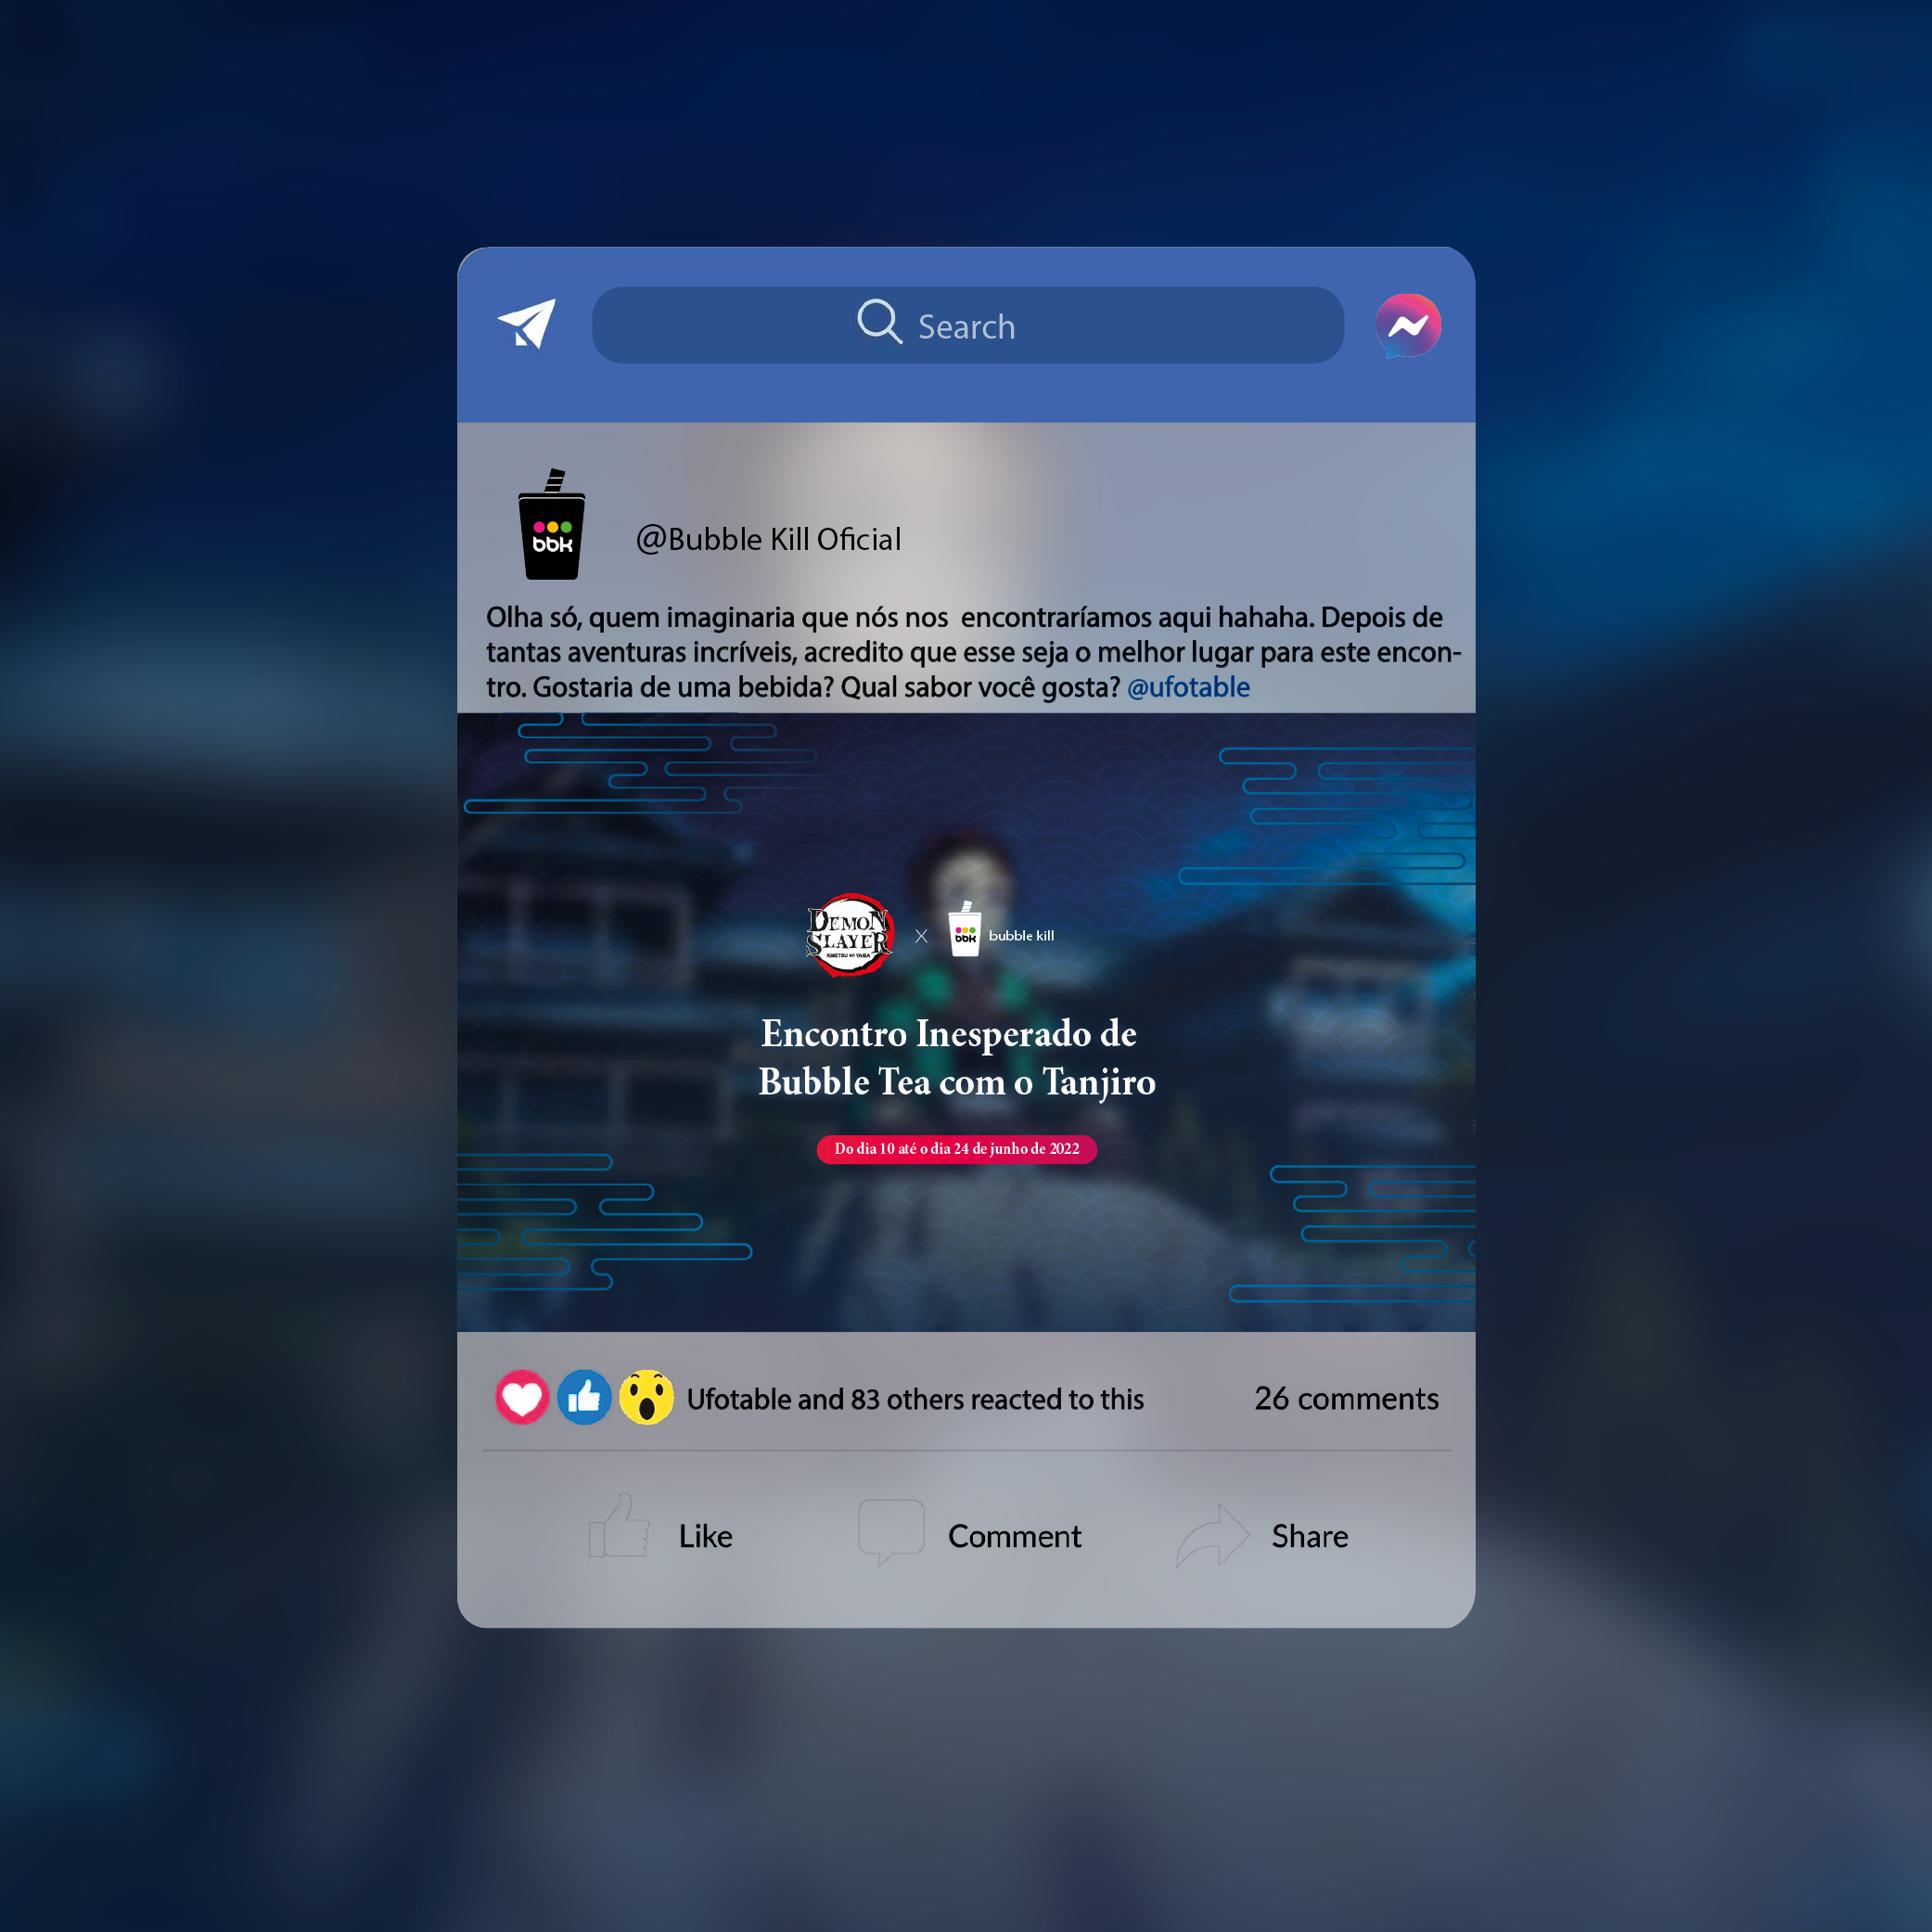 Search
bbk
@Bubble Kill Oficial
Olha só, quem imaginaria que nós nos  encontraríamos aqui hahaha. Depois de
tantas aventuras incríveis, acredito que esse seja o melhor lugar para este encon-
tro. Gostaria de uma bebida? Qual sabor você gosta? @ufotable
DEMON
SLAYER
KIMETSU NO YAIBA
X
bbk
bubble kill
Encontro Inesperado de
Bubble Tea com o Tanjiro
Do dia 10 até o dia 24 de junho de 2022
Ufotable and 83 others reacted to this
26 comments
Like
Comment
Share